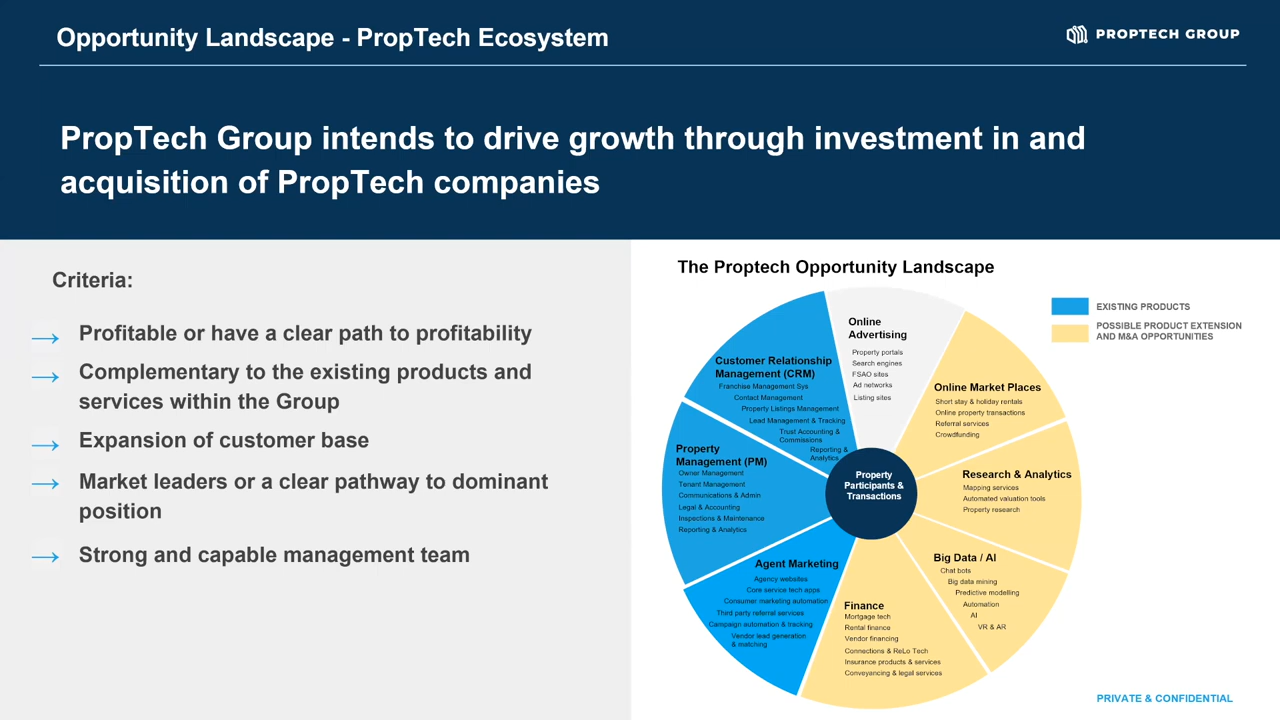 Opportunity Landscape - PropTech Ecosystem
PROPTECH GROUP
PropTech Group intends to drive growth through investment in and
acquisition of PropTech companies
Criteria:
→ Profitable or have a clear path to profitability
→ Complementary to the existing products and
services within the Group
→ Expansion of customer base
→ Market leaders or a clear pathway to dominant
position
→ Strong and capable management team
The Proptech Opportunity Landscape
EXISTING PRODUCTS
POSSIBLE PRODUCT EXTENSION
AND M&A OPPORTUNITIES
Online
Advertising
Property portals
Search engines
FSAO sites
Ad networks
Listing sites
Online Market Places
Short stay & holiday rentals
Online property transactions
Referral services
Crowdfunding
Research & Analytics
Mapping services
Automated valuation tools
Property research
Big Data / AI
Chat bots
Big data mining
Predictive modelling
Automation
AI
VR & AR
Finance
Mortgage tech
Rental finance
Vendor financing
Connections & ReLo Tech
Insurance products & services
Conveyancing & legal services
Agent Marketing
Agency websites
Core service tech apps
Consumer marketing automation
Third party referral services
Campaign automation & tracking
Vendor lead generation
& matching
Property
Management (PM)
Owner Management
Tenant Management
Communications & Admin
Legal & Accounting
Inspections & Maintenance
Reporting & Analytics
Customer Relationship
Management (CRM)
Franchise Management Sys
Contact Management
Property Listings Management
Lead Management & Tracking
Trust Accounting &
Commissions
Reporting &
Analytics
Property
Participants &
Transactions
PRIVATE & CONFIDENTIAL